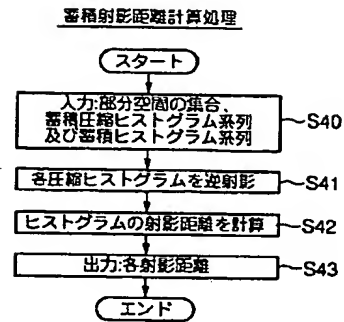 蓄積射影距離計算処理
スタート
入力:部分空間の集合、
蓄積圧縮ヒストグラム系列
及び蓄積ヒストグラム系列
S40
各圧縮ヒストグラムを逆射影
S41
ヒストグラムの射影距離を計算
S42
出力:各射影距離
S43
エンド